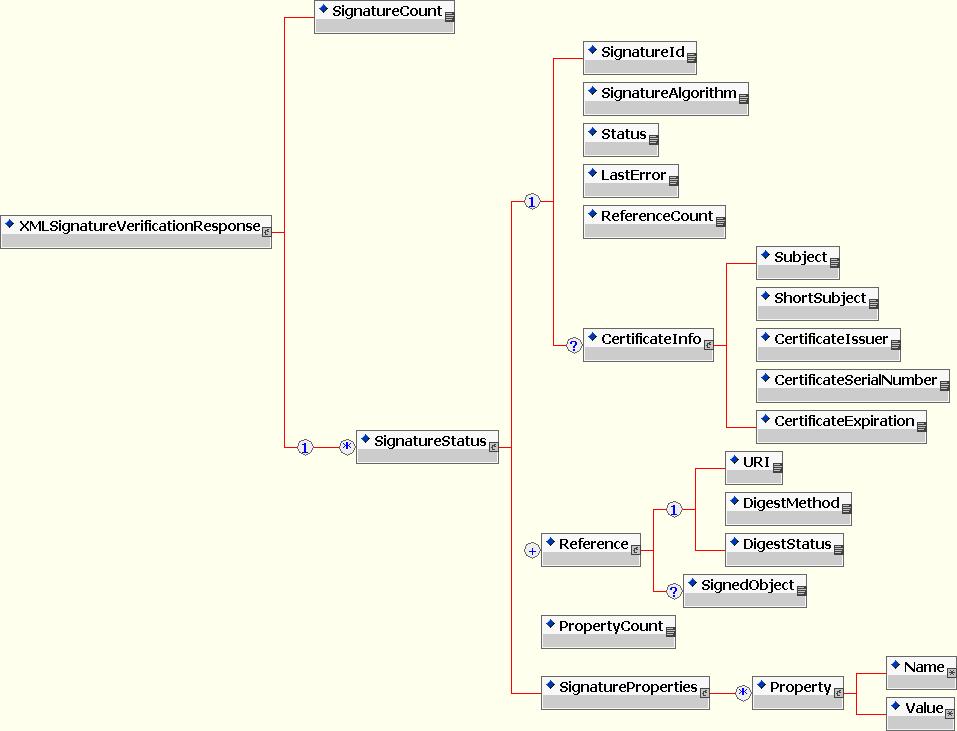 SignatureCount
SignatureId
SignatureAlgorithm
Status
LastError
ReferenceCount
1
XMLSignatureVerificationResponse
Subject
ShortSubject
? CertificateInfo
CertificateIssuer
CertificateSerialNumber
CertificateExpiration
1 * SignatureStatus
URI
1
DigestMethod
+ Reference
DigestStatus
? SignedObject
PropertyCount
SignatureProperties * Property
Name
Value